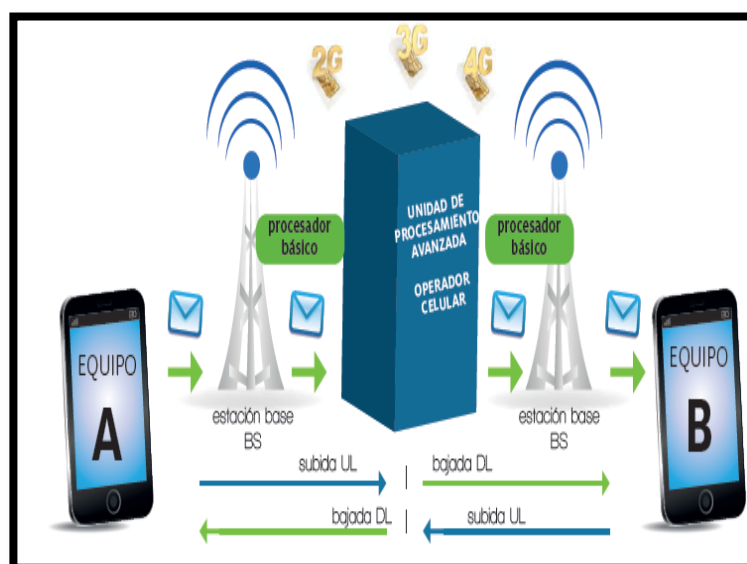 2G
3G
4G
UNIDAD DE
PROCESAMIENTO
AVANZADA
OPERADOR
CELULAR
procesador
básico
procesador
básico
EQUIPO
A
EQUIPO
B
estación base
BS
estación base
BS
subida UL
bajada DL
bajada DL
subida UL